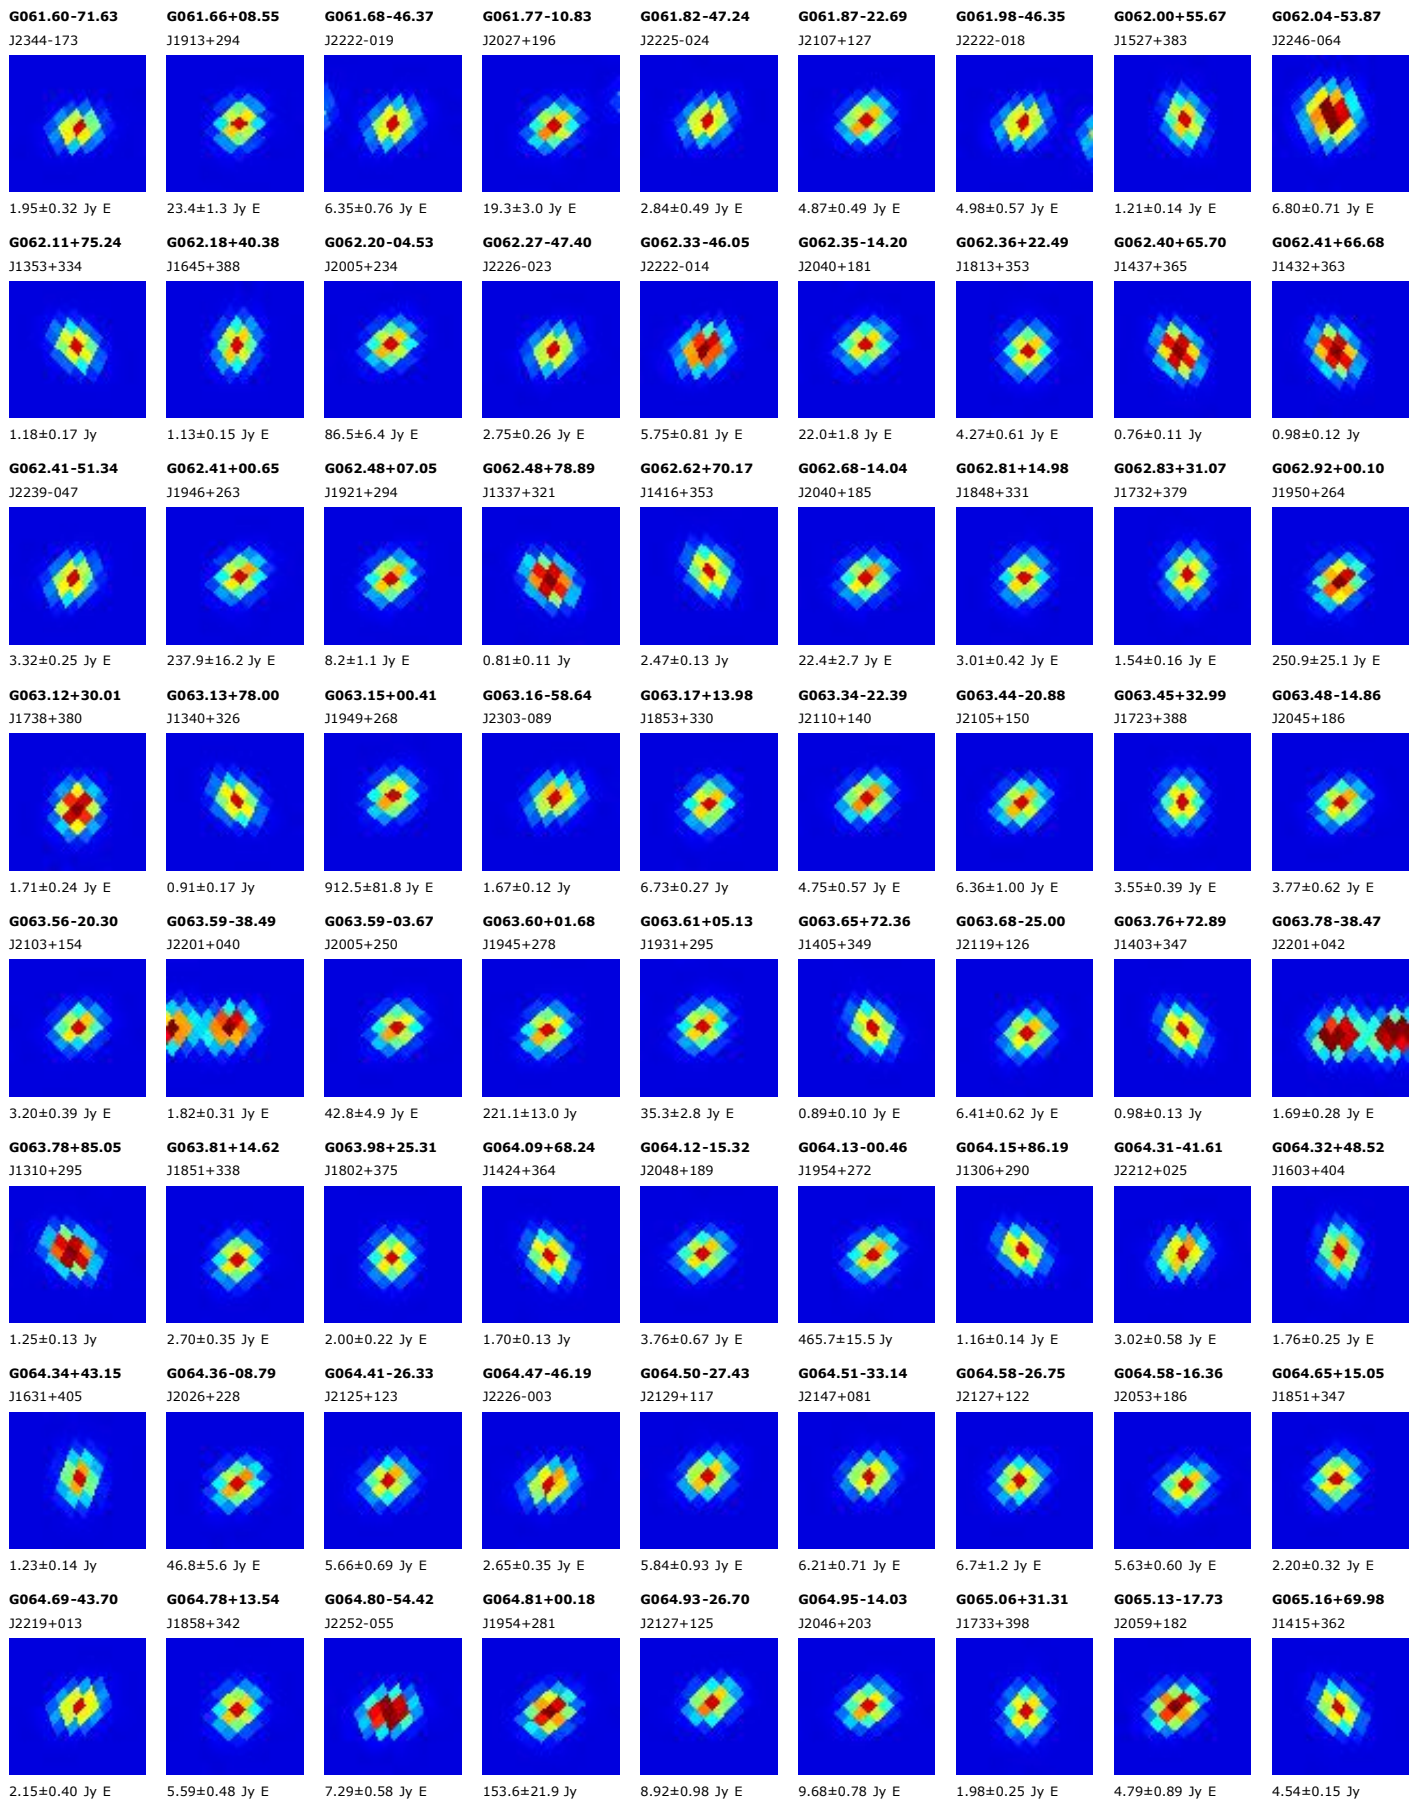 G061.60-71.63 G061.66+08.55 G061.68-46.37 G061.77-10.83 G061.82-47.24 G061.87-22.69 G061.98-46.35 G062.00+55.67 G062.04-53.87
J2344-173 J1913+294 J2222-019 J2027+196 J2225-024 J2107+127 J2222-018 J1527+383 J2246-064
1.95±0.32 Jy E 23.4±1.3 Jy E 6.35±0.76 Jy E 19.3±3.0 Jy E 2.84±0.49 Jy E 4.87±0.49 Jy E 4.98±0.57 Jy E 1.21±0.14 Jy E 6.80±0.71 Jy E
G062.11+75.24 G062.18+40.38 G062.20-04.53 G062.27-47.40 G062.33-46.05 G062.35-14.20 G062.36+22.49 G062.40+65.70 G062.41+66.68
J1353+334 J1645+388 J2005+234 J2226-023 J2222-014 J2040+181 J1813+353 J1437+365 J1432+363
1.18±0.17 Jy 1.13±0.15 Jy E 86.5±6.4 Jy E 2.75±0.26 Jy E 5.75±0.81 Jy E 22.0±1.8 Jy E 4.27±0.61 Jy E 0.76±0.11 Jy 0.98±0.12 Jy
G062.41-51.34 G062.41+00.65 G062.48+07.05 G062.48+78.89 G062.62+70.17 G062.68-14.04 G062.81+14.98 G062.83+31.07 G062.92+00.10
J2239-047 J1946+263 J1921+294 J1337+321 J1416+353 J2040+185 J1848+331 J1732+379 J1950+264
3.32±0.25 Jy E 237.9±16.2 Jy E 8.2±1.1 Jy E 0.81±0.11 Jy 2.47±0.13 Jy 22.4±2.7 Jy E 3.01±0.42 Jy E 1.54±0.16 Jy E 250.9±25.1 Jy E
G063.12+30.01 G063.13+78.00 G063.15+00.41 G063.16-58.64 G063.17+13.98 G063.34-22.39 G063.44-20.88 G063.45+32.99 G063.48-14.86
J1738+380 J1340+326 J1949+268 J2303-089 J1853+330 J2110+140 J2105+150 J1723+388 J2045+186
1.71±0.24 Jy E 0.91±0.17 Jy 912.5±81.8 Jy E 1.67±0.12 Jy 6.73±0.27 Jy 4.75±0.57 Jy E 6.36±1.00 Jy E 3.55±0.39 Jy E 3.77±0.62 Jy E
G063.56-20.30 G063.59-38.49 G063.59-03.67 G063.60+01.68 G063.61+05.13 G063.65+72.36 G063.68-25.00 G063.76+72.89 G063.78-38.47
J2103+154 J2201+040 J2005+250 J1945+278 J1931+295 J1405+349 J2119+126 J1403+347 J2201+042
3.20±0.39 Jy E 1.82±0.31 Jy E 42.8±4.9 Jy E 221.1±13.0 Jy 35.3±2.8 Jy E 0.89±0.10 Jy E 6.41±0.62 Jy E 0.98±0.13 Jy 1.69±0.28 Jy E
G063.78+85.05 G063.81+14.62 G063.98+25.31 G064.09+68.24 G064.12-15.32 G064.13-00.46 G064.15+86.19 G064.31-41.61 G064.32+48.52
J1310+295 J1851+338 J1802+375 J1424+364 J2048+189 J1954+272 J1306+290 J2212+025 J1603+404
1.25±0.13 Jy 2.70±0.35 Jy E 2.00±0.22 Jy E 1.70±0.13 Jy 3.76±0.67 Jy E 465.7±15.5 Jy 1.16±0.14 Jy E 3.02±0.58 Jy E 1.76±0.25 Jy E
G064.34+43.15 G064.36-08.79 G064.41-26.33 G064.47-46.19 G064.50-27.43 G064.51-33.14 G064.58-26.75 G064.58-16.36 G064.65+15.05
J1631+405 J2026+228 J2125+123 J2226-003 J2129+117 J2147+081 J2127+122 J2053+186 J1851+347
1.23±0.14 Jy 46.8±5.6 Jy E 5.66±0.69 Jy E 2.65±0.35 Jy E 5.84±0.93 Jy E 6.21±0.71 Jy E 6.7±1.2 Jy E 5.63±0.60 Jy E 2.20±0.32 Jy E
G064.69-43.70 G064.78+13.54 G064.80-54.42 G064.81+00.18 G064.93-26.70 G064.95-14.03 G065.06+31.31 G065.13-17.73 G065.16+69.98
J2219+013 J1858+342 J2252-055 J1954+281 J2127+125 J2046+203 J1733+398 J2059+182 J1415+362
2.15±0.40 Jy E 5.59±0.48 Jy E 7.29±0.58 Jy E 153.6±21.9 Jy 8.92±0.98 Jy E 9.68±0.78 Jy E 1.98±0.25 Jy E 4.79±0.89 Jy E 4.54±0.15 Jy